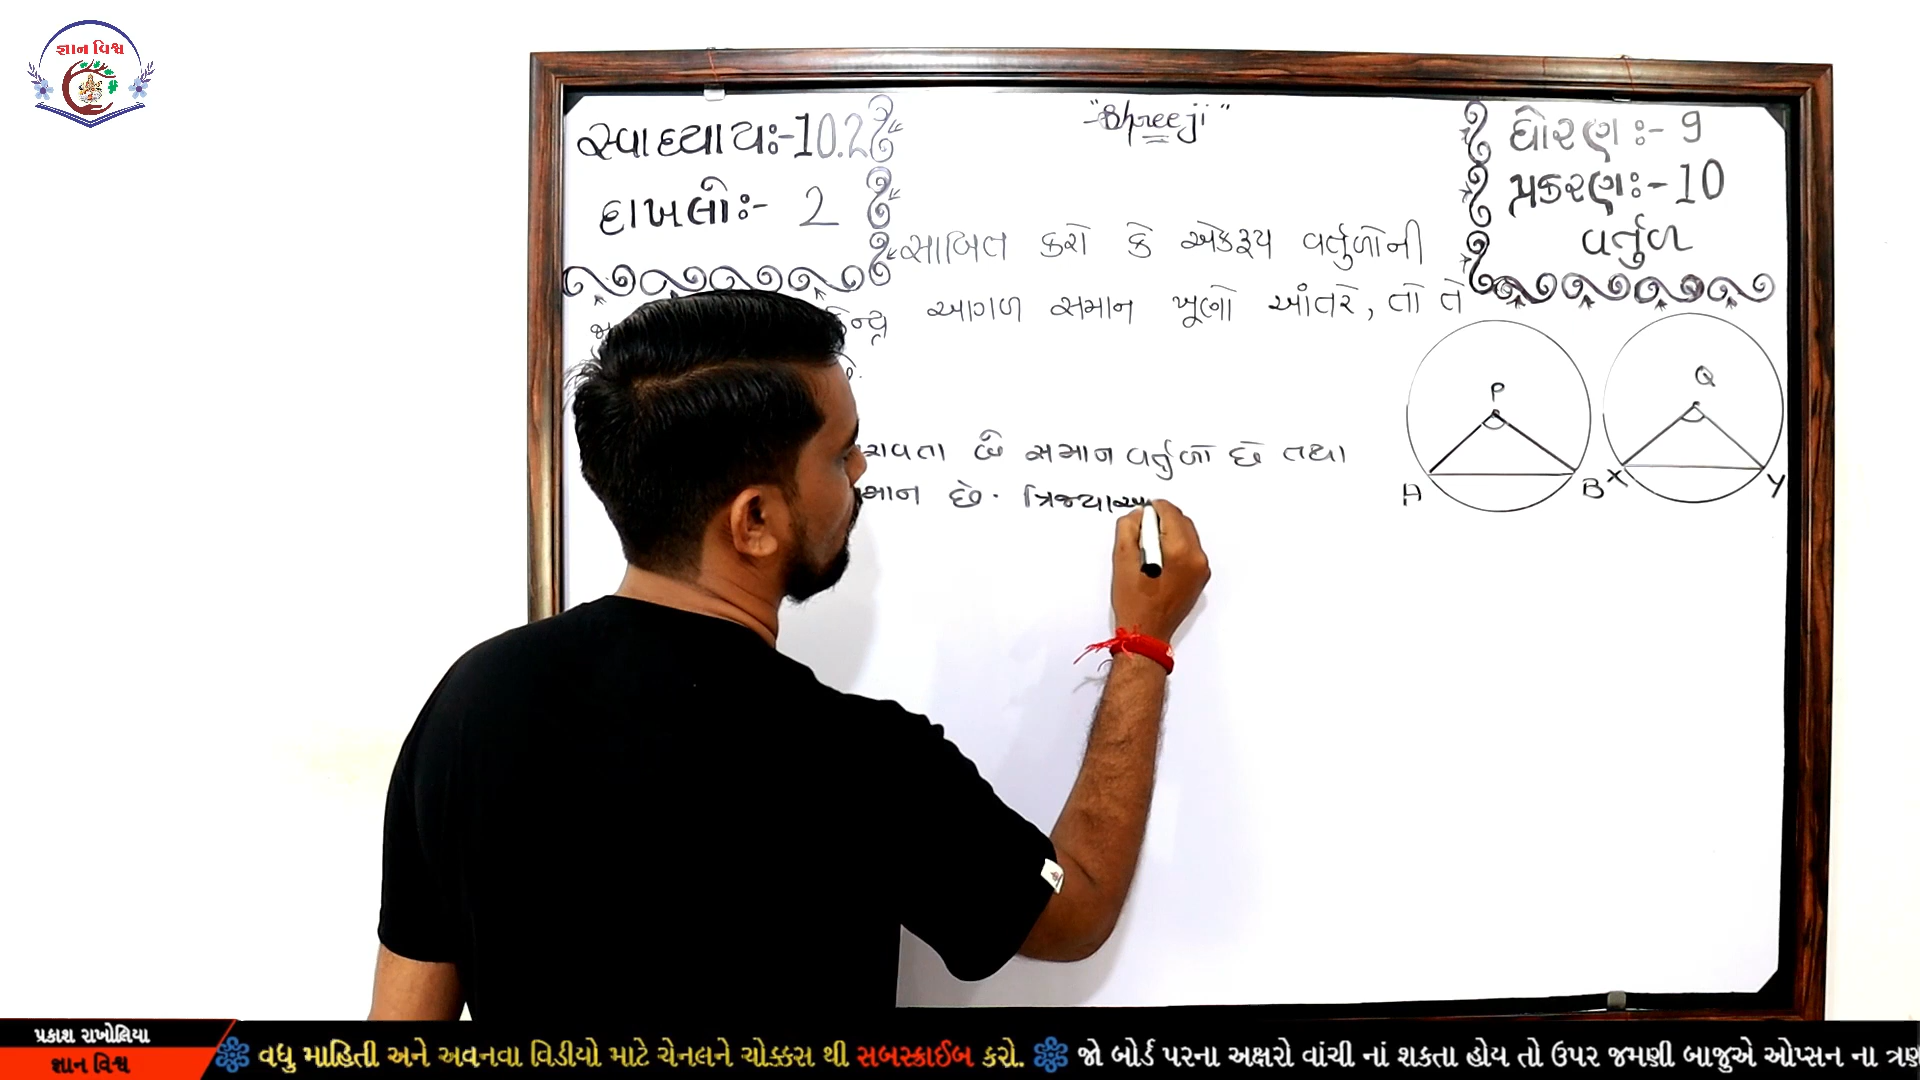 જ્ઞાન વિશ્વ
"Shreeji"
સ્વાધ્યાય:-10.2
દાખલો:- 2
ધોરણ:- 9
પ્રકરણ:-10
વર્તુળ
સાબિત કરો કે એકરૂપ વર્તુળોની
આગળ સમાન ખૂણો આંતરે, તો તે
છે.
સમાન વર્તુળો છે તથા
છે. ત્રિજ્યાઓ
P
A
B
Q
X
Y
પ્રકાશ રાખોલિયા
જ્ઞાન વિશ્વ
વધુ માહિતી અને અવનવા વિડીયો માટે ચેનલને ચોક્કસ થી સબસ્ક્રાઈબ કરો. જો બોર્ડ પરના અક્ષરો વાંચી નાં શકતા હોય તો ઉપર જમણી બાજુએ ઓપ્સન ના ત્રણ